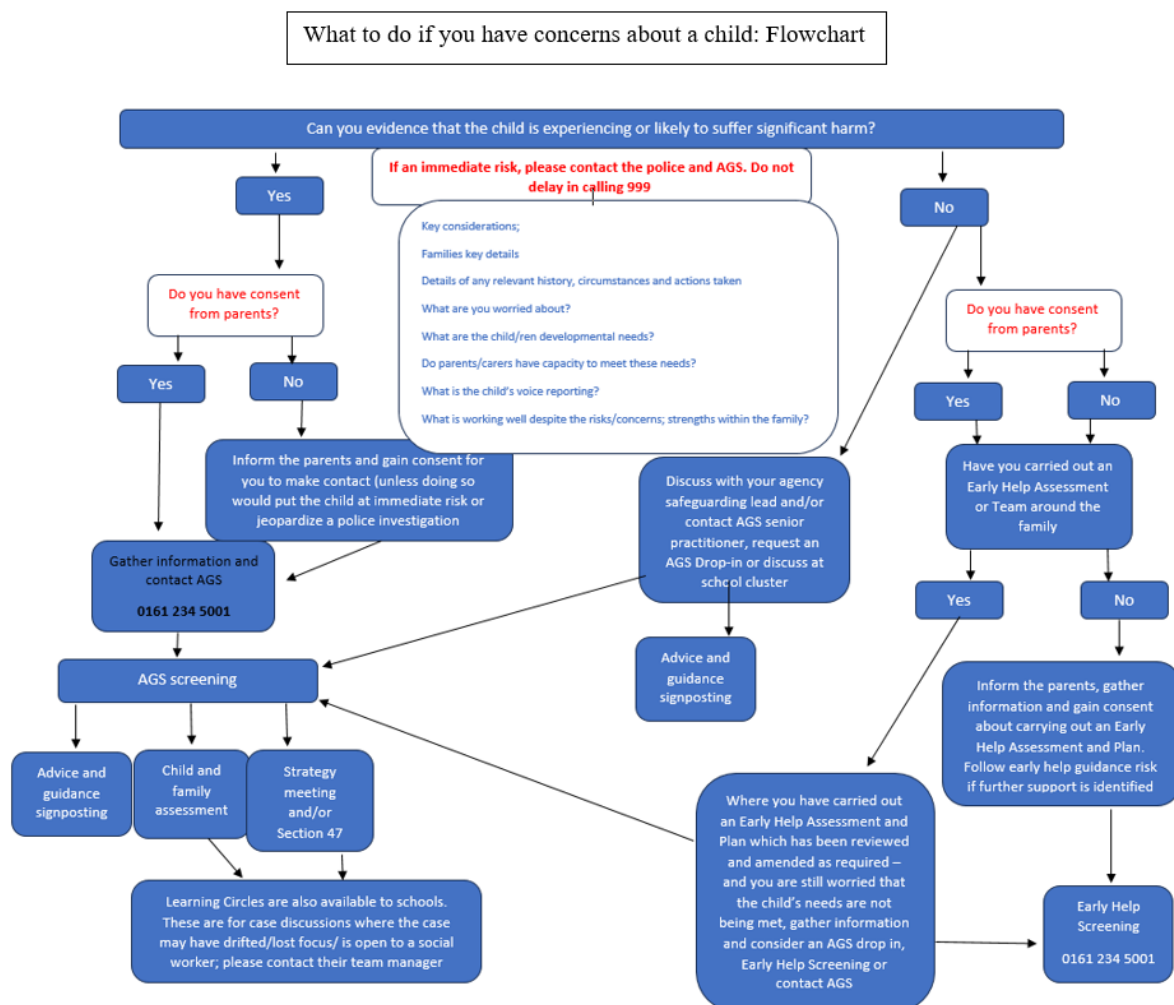 What to do if you have concerns about a child: Flowchart
Can you evidence that the child is experiencing or likely to suffer significant harm?
If an immediate risk, please contact the police and AGS. Do not
delay in calling 999
Yes
No
Key considerations;
Families key details
Details of any relevant history, circumstances and actions taken
What are you worried about?
What are the child/ren developmental needs?
Do parents/carers have capacity to meet these needs?
What is the child's voice reporting?
What is working well despite the risks/concerns; strengths within the family?
Do you have consent
from parents?
Yes
No
Do you have consent
from parents?
Yes
No
Inform the parents and gain consent for
you to make contact (unless doing so
would put the child at immediate risk or
jeopardize a police investigation
Gather information and
contact AGS
0161 234 5001
Discuss with your agency
safeguarding lead and/or
contact AGS senior
practitioner, request an
AGS Drop-in or discuss at
school cluster
Have you carried out an
Early Help Assessment
or Team around the
family
Yes
No
AGS screening
Advice and
guidance
signposting
Advice and
guidance
signposting
Child and
family
assessment
Strategy
meeting
and/or
Section 47
Inform the parents, gather
information and gain consent
about carrying out an Early
Help Assessment and Plan.
Follow early help guidance risk
if further support is identified
Where you have carried out
an Early Help Assessment and
Plan which has been reviewed
and amended as required –
and you are still worried that
the child's needs are not
being met, gather information
and consider an AGS drop in,
Early Help Screening or
contact AGS
Learning Circles are also available to schools.
These are for case discussions where the case
may have drifted/lost focus/ is open to a social
worker; please contact their team manager
Early Help
Screening
0161 234 5001